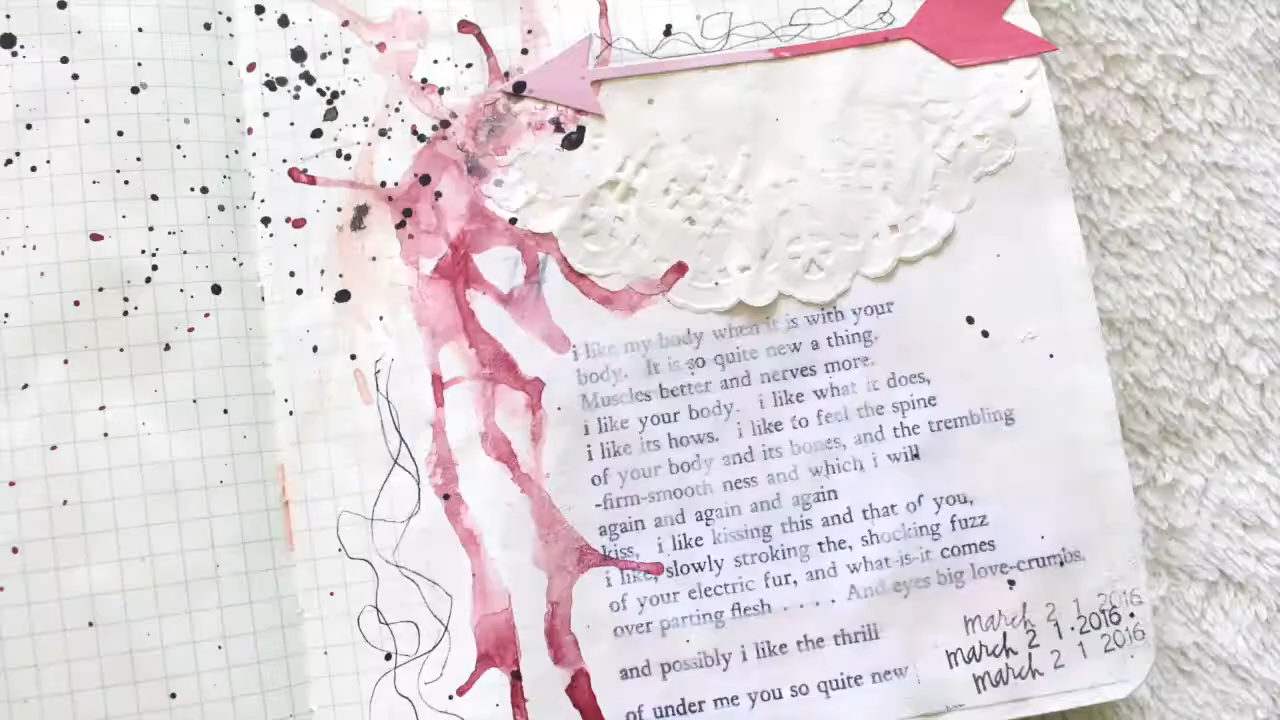 i like my body when it is with your
body. It is so quite new a thing.
Muscles better and nerves more.
i like your body. i like what it does,
i like its hows. i like to feel the spine
of your body and its bones, and the trembling
-firm-smooth ness and which i will
again and again and again
kiss, i like kissing this and that of you,
i like, slowly stroking the, shocking fuzz
of your electric fur, and what-is-it comes
over parting flesh . . . . And eyes big love-crumbs,
and possibly i like the thrill
of under me you so quite new
march 2 1 2016
march 2 1 . 2016 .
march 2 1 2016